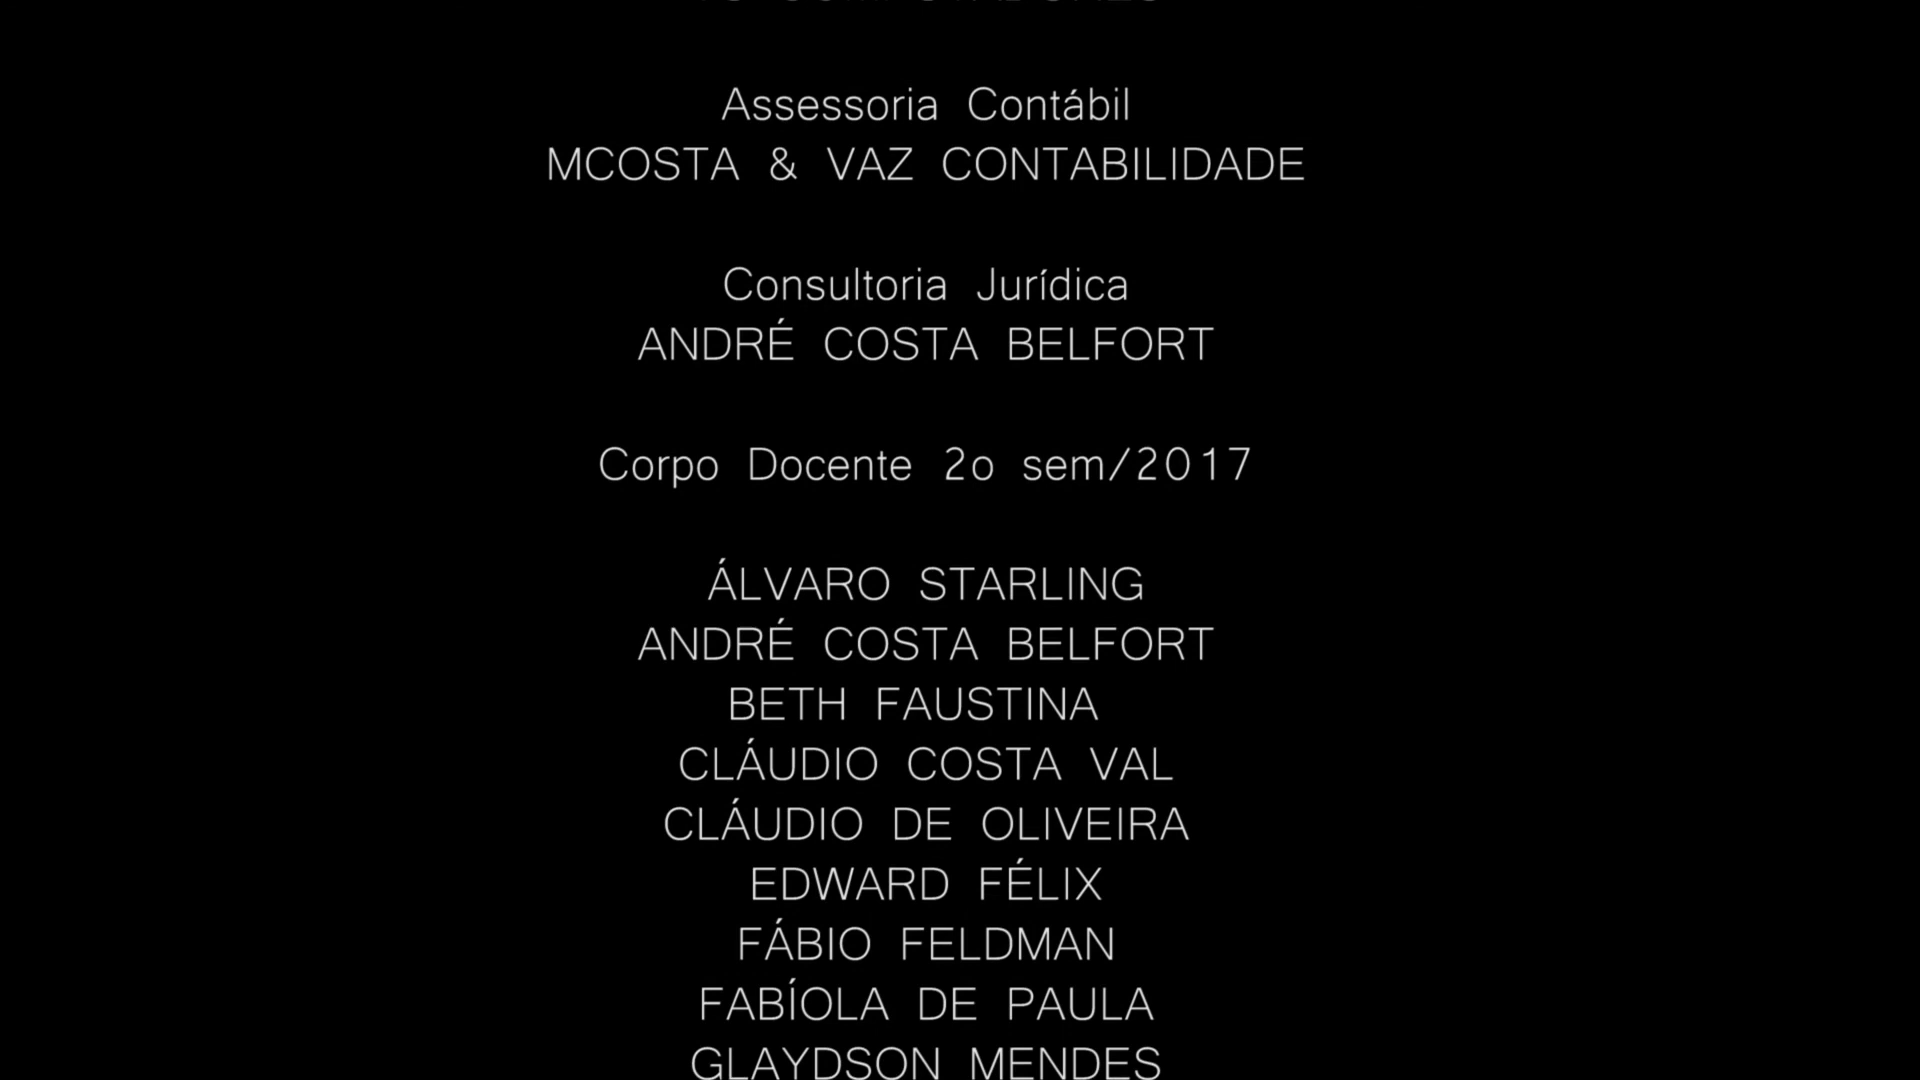 Assessoria Contábil
MCOSTA & VAZ CONTABILIDADE
Consultoria Jurídica
ANDRÉ COSTA BELFORT
Corpo Docente 2o sem/2017
ÁLVARO STARLING
ANDRÉ COSTA BELFORT
BETH FAUSTINA
CLÁUDIO COSTA VAL
CLÁUDIO DE OLIVEIRA
EDWARD FÉLIX
FÁBIO FELDMAN
FABÍOLA DE PAULA
GLAYDSON MENDES